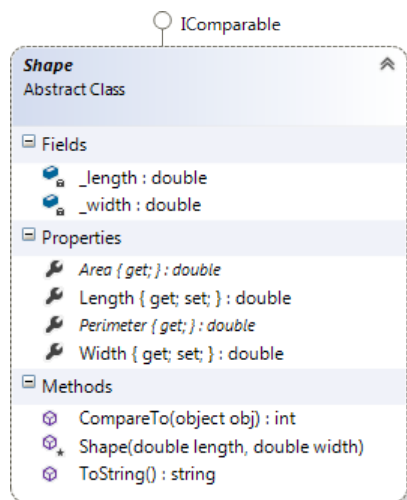 IComparable
Shape
Abstract Class
Fields
_length : double
_width : double
Properties
Area { get; } : double
Length { get; set; } : double
Perimeter { get; } : double
Width { get; set; } : double
Methods
CompareTo(object obj) : int
Shape(double length, double width)
ToString() : string